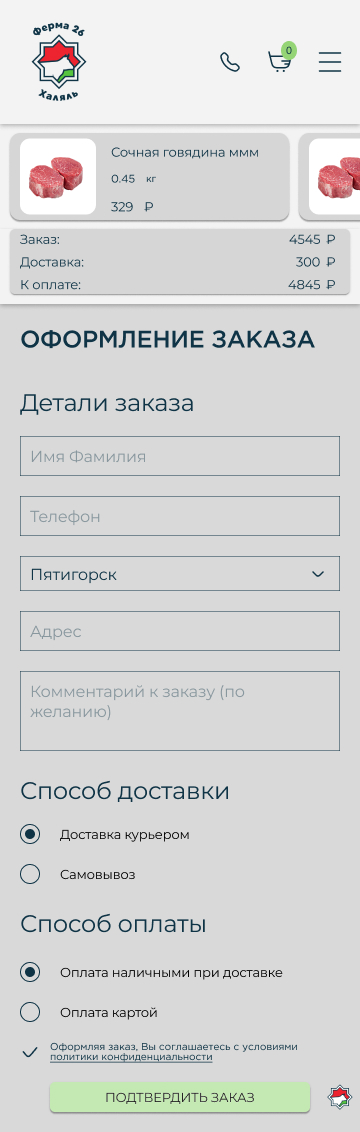 Ферма 26
Халяль
0
Сочная говядина ммм
0.45 кг
329 ₽
Заказ: 4545 ₽
Доставка: 300 ₽
К оплате: 4845 ₽
ОФОРМЛЕНИЕ ЗАКАЗА
Детали заказа
Имя Фамилия
Телефон
Пятигорск
Адрес
Комментарий к заказу (по
желанию)
Способ доставки
Доставка курьером
Самовывоз
Способ оплаты
Оплата наличными при доставке
Оплата картой
Оформляя заказ, Вы соглашаетесь с условиями
политики конфиденциальности
ПОДТВЕРДИТЬ ЗАКАЗ